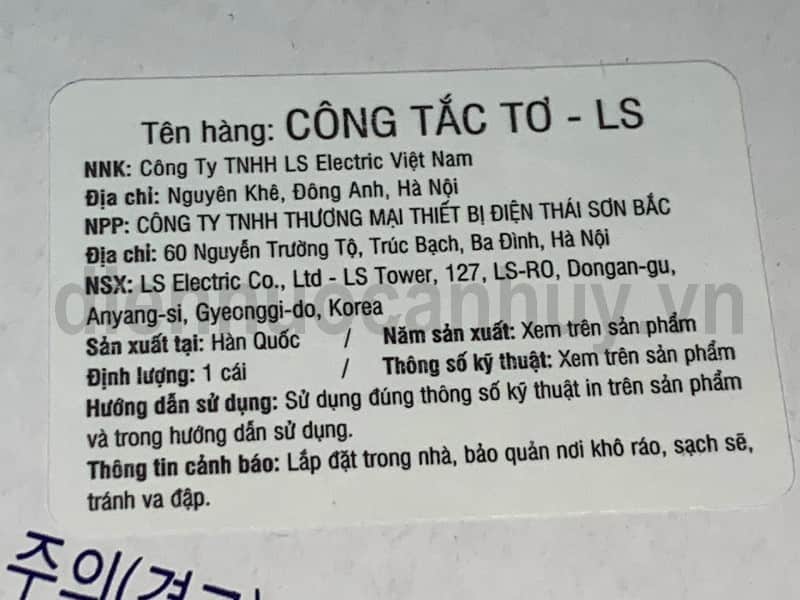 Tên hàng: CÔNG TẮC TƠ - LS
NNK: Công Ty TNHH LS Electric Việt Nam
Địa chỉ: Nguyên Khê, Đông Anh, Hà Nội
NPP: CÔNG TY TNHH THƯƠNG MẠI THIẾT BỊ ĐIỆN THÁI SƠN BẮC
Địa chỉ: 60 Nguyễn Trường Tộ, Trúc Bạch, Ba Đình, Hà Nội
NSX: LS Electric Co., Ltd - LS Tower, 127, LS-RO, Dongan-gu,
diennuocanhuy.vn
Anyang-si, Gyeonggi-do, Korea
Sản xuất tại: Hàn Quốc / Năm sản xuất: Xem trên sản phẩm
Định lượng: 1 cái / Thông số kỹ thuật: Xem trên sản phẩm
Hướng dẫn sử dụng: Sử dụng đúng thông số kỹ thuật in trên sản phẩm
và trong hướng dẫn sử dụng.
Thông tin cảnh báo: Lắp đặt trong nhà, bảo quản nơi khô ráo, sạch sẽ,
tránh va đập.
주의(경고)